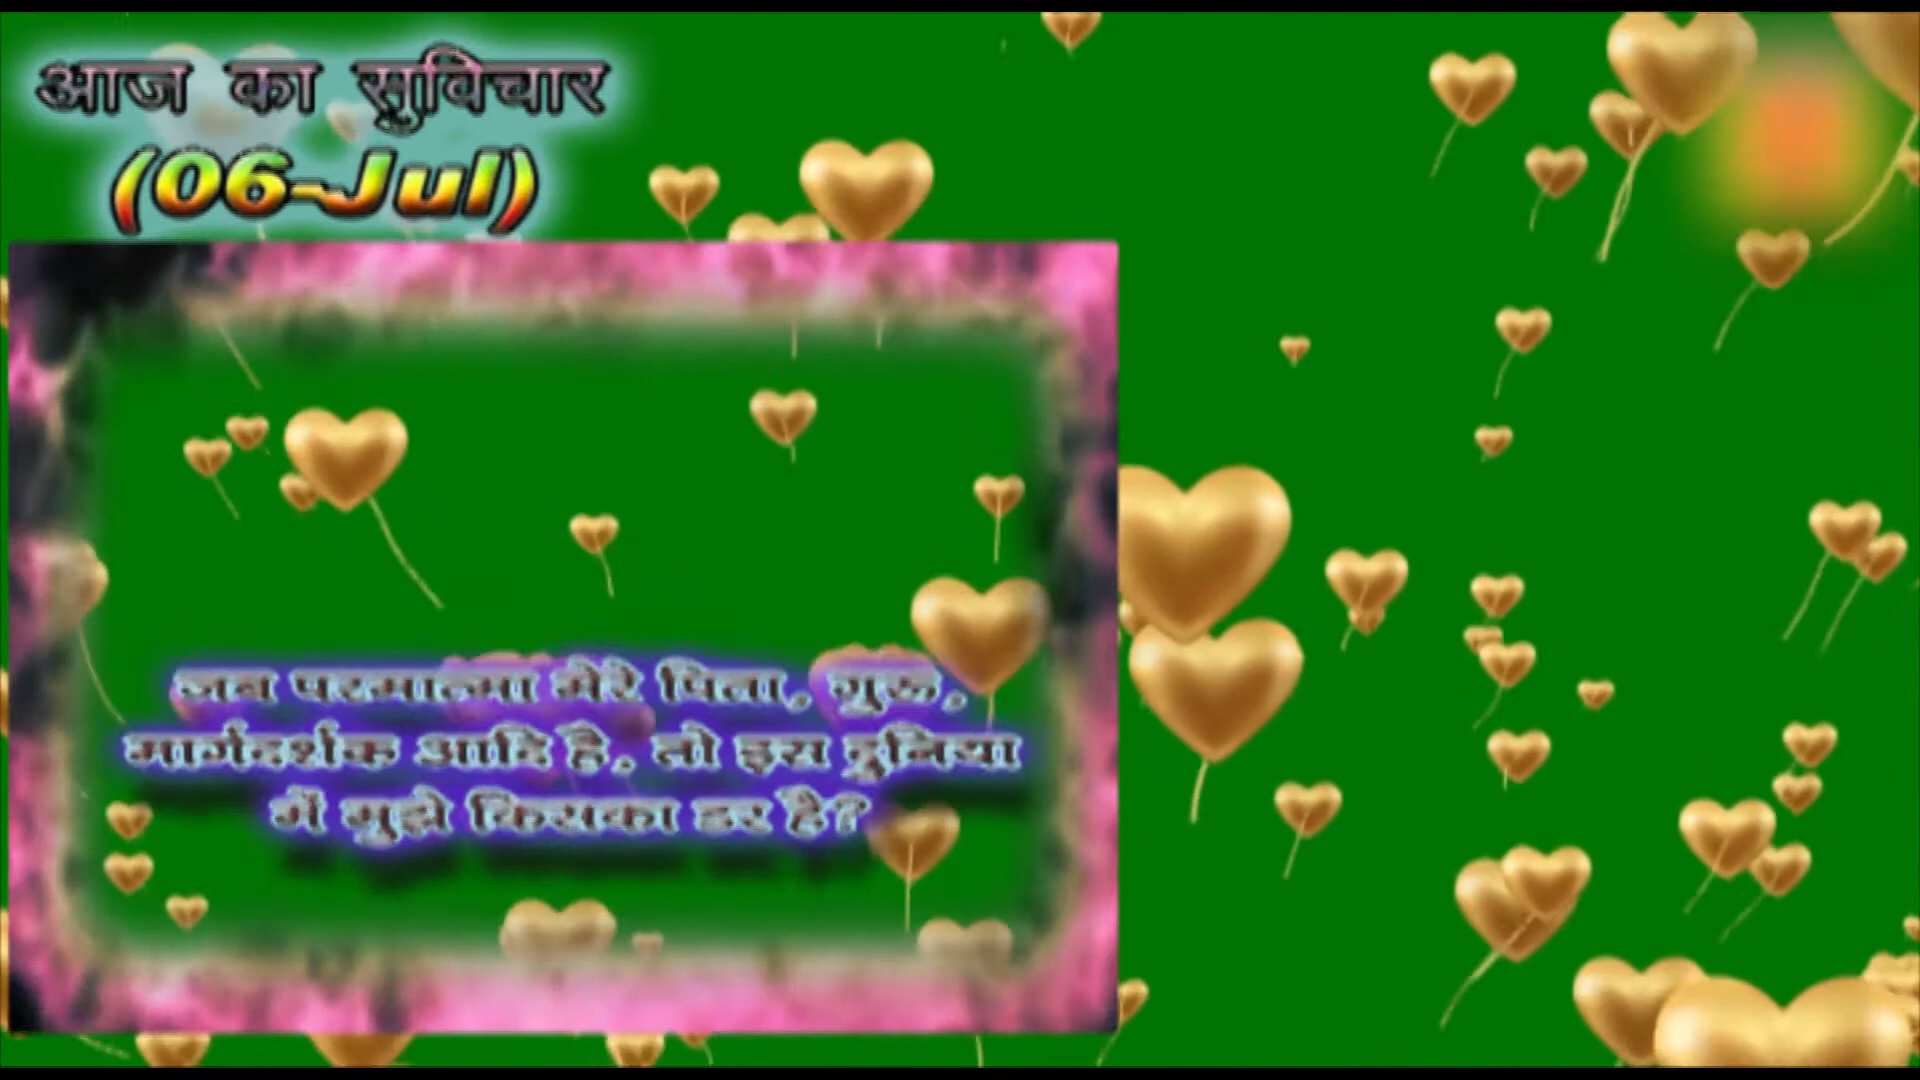 आज का सुविचार
(06-Jul)
जब परमात्मा मेरे पिता, गुरू,
मार्गदर्शक आदि है, तो इस दुनिया
में मुझे किसका डर है?